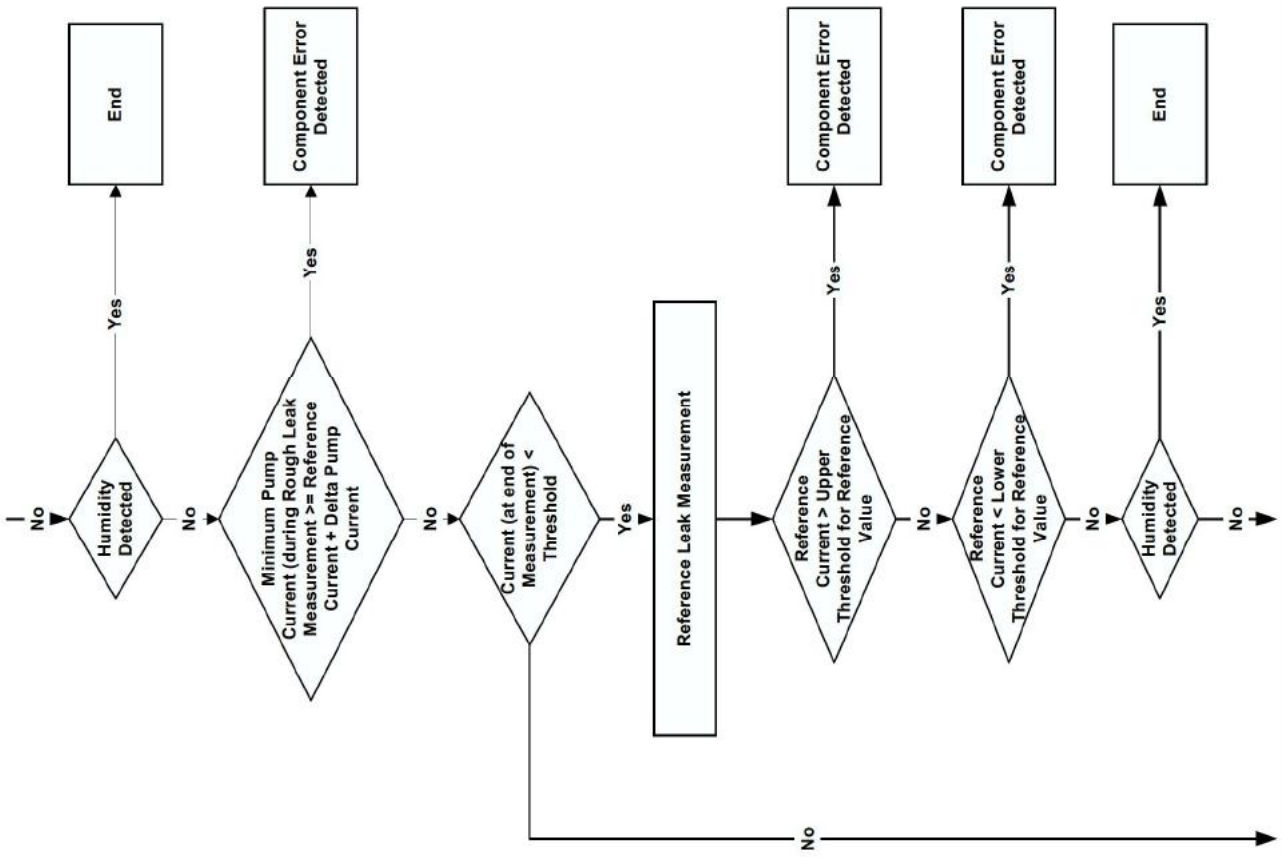 No
Humidity
Detected
Yes
End
No
Minimum Pump
Current (during Rough Leak
Measurement >= Reference
Current + Delta Pump
Current
Yes
Component Error
Detected
No
Current (at end of
Measurement) <
Threshold
No
Yes
Reference Leak Measurement
Reference
Current > Upper
Threshold for Reference
Value
Yes
Component Error
Detected
No
Reference
Current < Lower
Threshold for Reference
Value
Yes
Component Error
Detected
No
Humidity
Detected
Yes
End
No